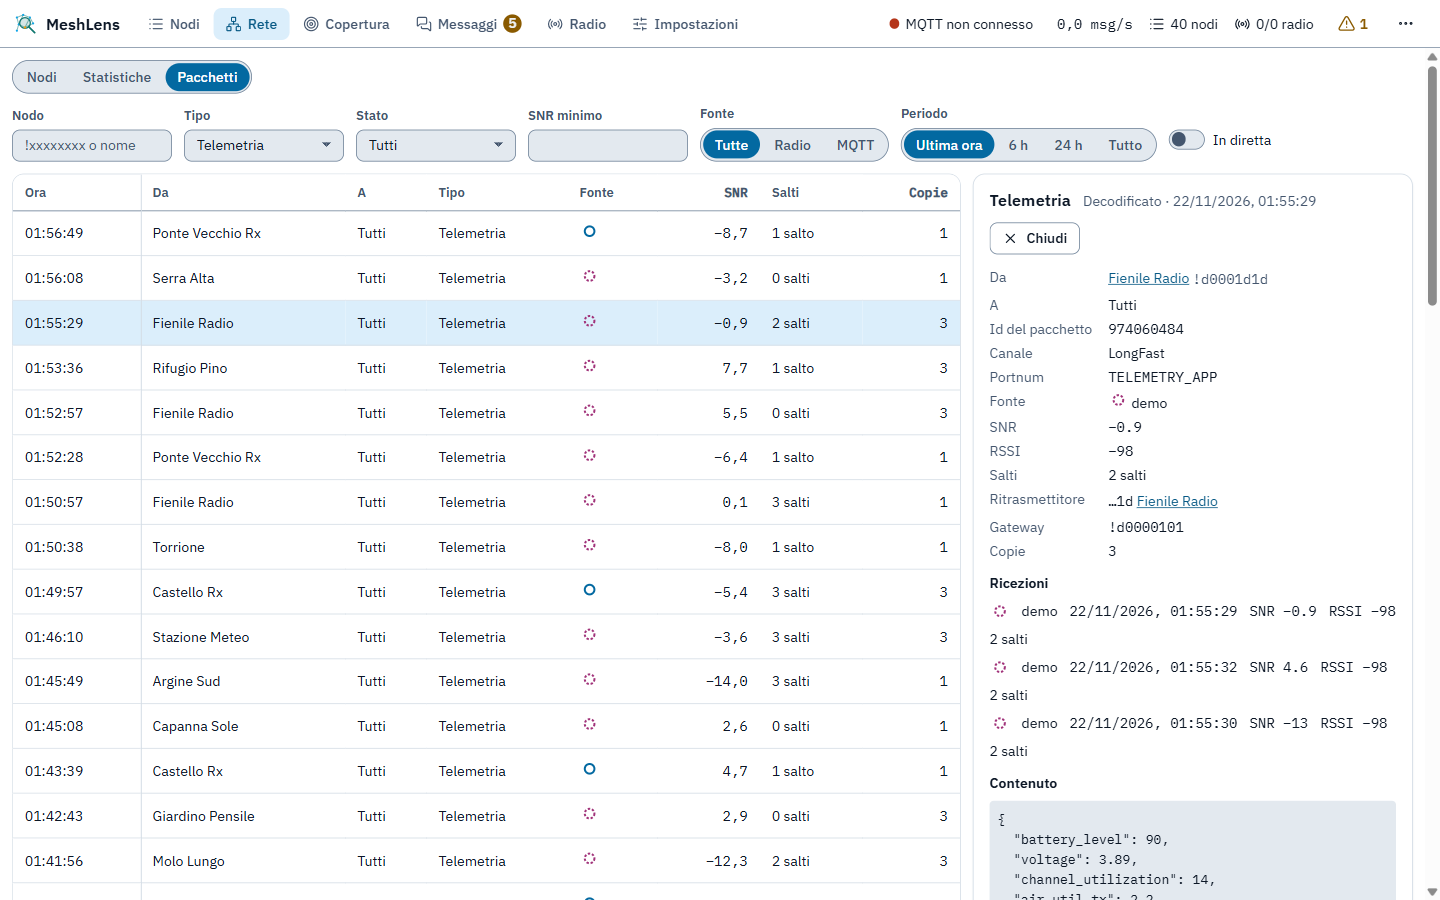 MeshLens Nodi Rete Copertura Messaggi 5 Radio Impostazioni MQTT non connesso 0,0 msg/s 40 nodi 0/0 radio 1
Nodi Statistiche Pacchetti
Nodo Tipo Stato SNR minimo Fonte Periodo
!xxxxxxxx o nome Telemetria Tutti Tutte Radio MQTT Ultima ora 6 h 24 h Tutto In diretta
Ora Da A Tipo Fonte SNR Salti Copie
01:56:49 Ponte Vecchio Rx Tutti Telemetria −8,7 1 salto 1
01:56:08 Serra Alta Tutti Telemetria −3,2 0 salti 1
01:55:29 Fienile Radio Tutti Telemetria −0,9 2 salti 3
01:53:36 Rifugio Pino Tutti Telemetria 7,7 1 salto 3
01:52:57 Fienile Radio Tutti Telemetria 5,5 0 salti 3
01:52:28 Ponte Vecchio Rx Tutti Telemetria −6,4 1 salto 1
01:50:57 Fienile Radio Tutti Telemetria 0,1 3 salti 1
01:50:38 Torrione Tutti Telemetria −8,0 1 salto 1
01:49:57 Castello Rx Tutti Telemetria −5,4 3 salti 3
01:46:10 Stazione Meteo Tutti Telemetria −3,6 3 salti 3
01:45:49 Argine Sud Tutti Telemetria −14,0 3 salti 1
01:45:08 Capanna Sole Tutti Telemetria 2,6 0 salti 1
01:43:39 Castello Rx Tutti Telemetria 4,7 1 salto 1
01:42:43 Giardino Pensile Tutti Telemetria 2,9 0 salti 3
01:41:56 Molo Lungo Tutti Telemetria −12,3 2 salti 3
Telemetria Decodificato · 22/11/2026, 01:55:29
Chiudi
Da Fienile Radio !d0001d1d
A Tutti
Id del pacchetto 974060484
Canale LongFast
Portnum TELEMETRY_APP
Fonte demo
SNR −0.9
RSSI −98
Salti 2 salti
Ritrasmettitore …1d Fienile Radio
Gateway !d0000101
Copie 3
Ricezioni
demo 22/11/2026, 01:55:29 SNR −0.9 RSSI −98
2 salti
demo 22/11/2026, 01:55:32 SNR 4.6 RSSI −98
2 salti
demo 22/11/2026, 01:55:30 SNR −13 RSSI −98
2 salti
Contenuto
{
"battery_level": 90,
"voltage": 3.89,
"channel_utilization": 14,
"air_util_tx": 2.2